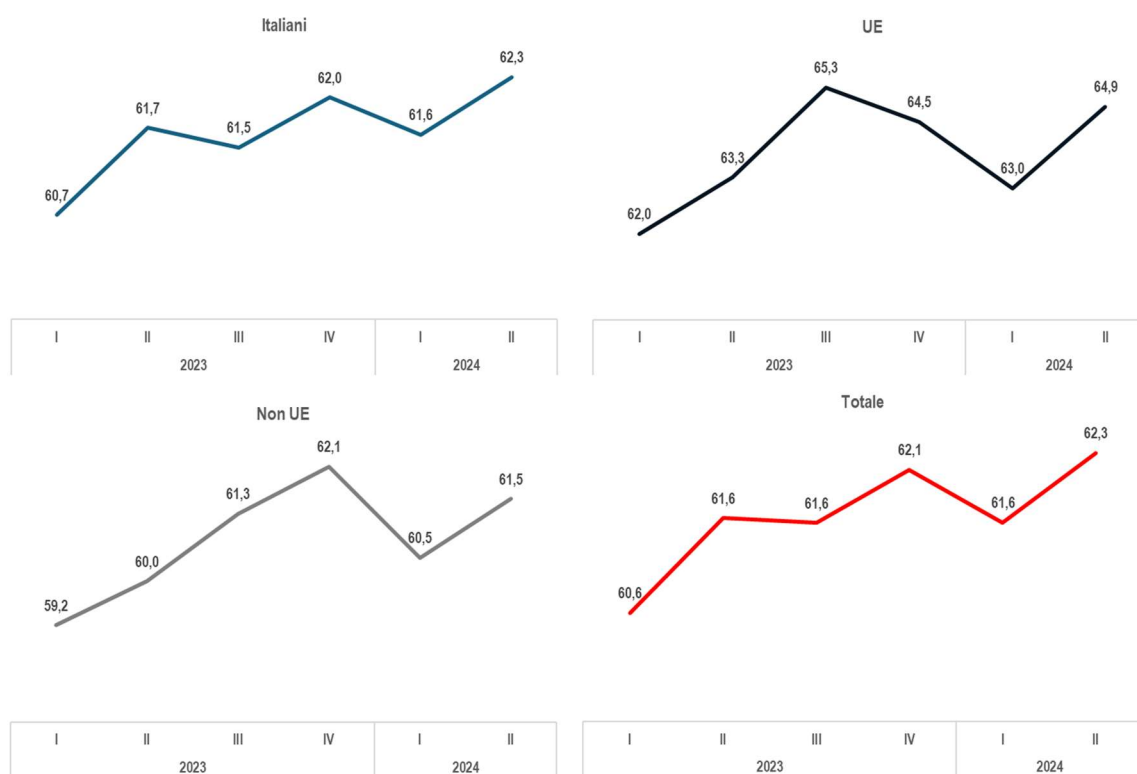 Italiani
62,3
62,0
61,7
61,6
61,5
60,7
I II III IV I II
2023 2024
UE
65,3
64,9
64,5
63,3
63,0
62,0
I II III IV I II
2023 2024
Non UE
62,1
61,5
61,3
60,5
60,0
59,2
I II III IV I II
2023 2024
Totale
62,3
62,1
61,6 61,6 61,6
60,6
I II III IV I II
2023 2024